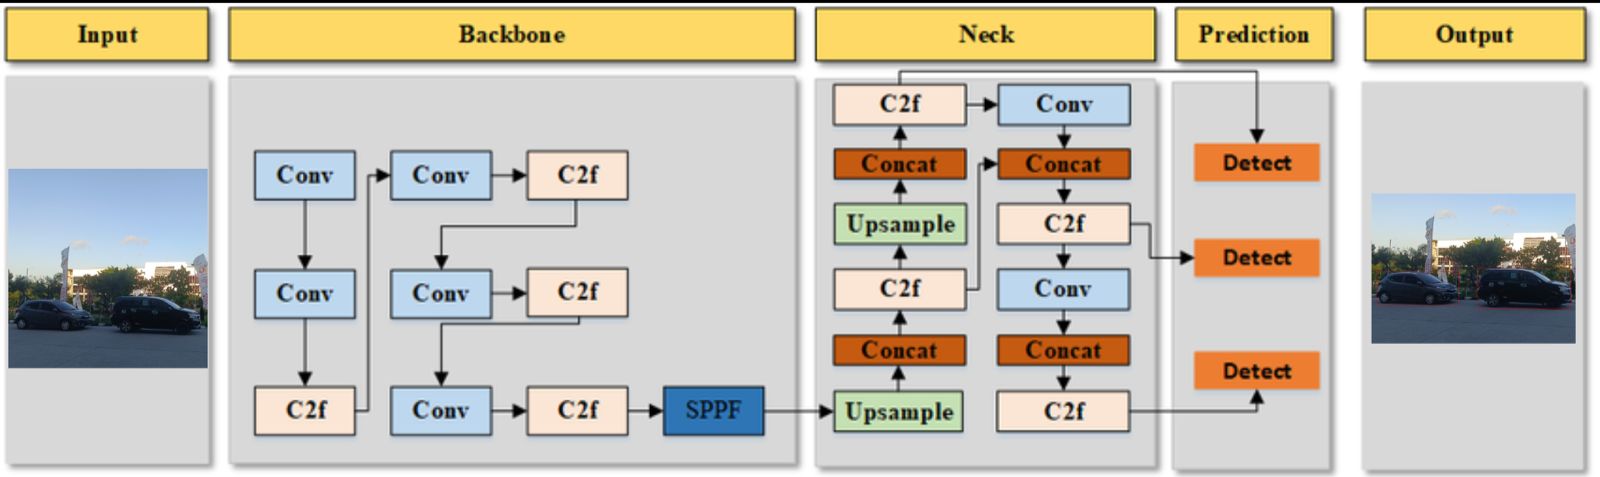 Input
Backbone
Neck
Prediction
Output
Conv
Conv
C2f
Conv
C2f
Conv
C2f
Conv
C2f
SPPF
C2f
Concat
Upsample
C2f
Concat
Upsample
Conv
Concat
C2f
Conv
Concat
C2f
Detect
Detect
Detect